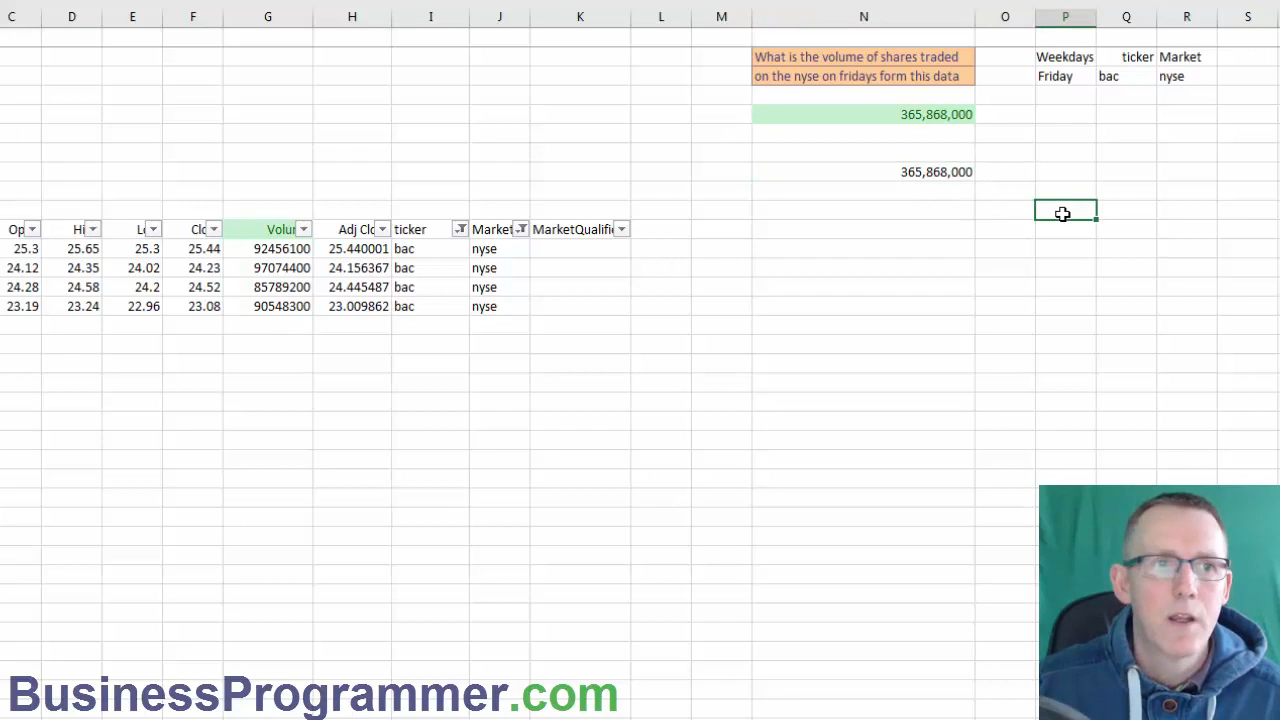 C D E F G H I J K L M N O P Q R S
What is the volume of shares traded Weekdays ticker Market
on the nyse on fridays form this data Friday bac nyse
365,868,000
365,868,000
Op Hi Lo Clo Volur Adj Clo ticker Market MarketQualifie
25.3 25.65 25.3 25.44 92456100 25.440001 bac nyse
24.12 24.35 24.02 24.23 97074400 24.156367 bac nyse
24.28 24.58 24.2 24.52 85789200 24.445487 bac nyse
23.19 23.24 22.96 23.08 90548300 23.009862 bac nyse
BusinessProgrammer.com